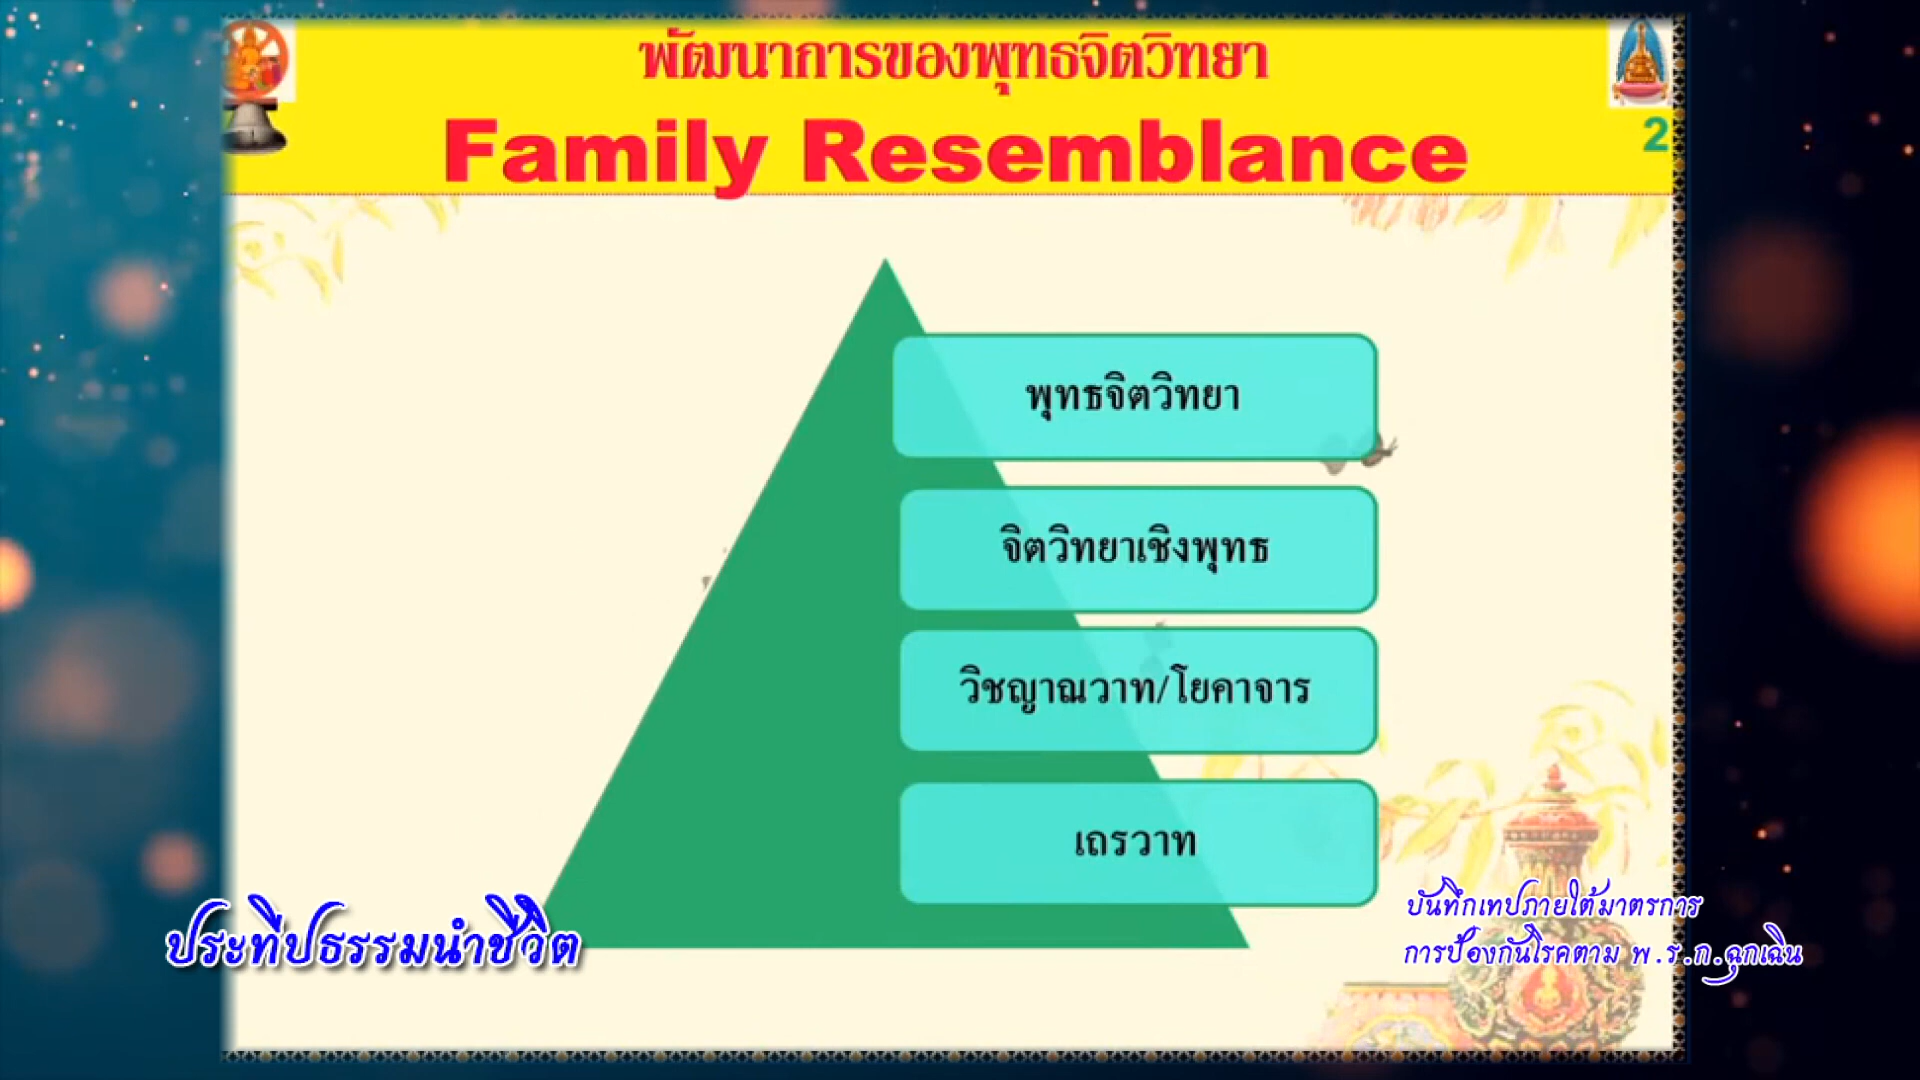 พัฒนาการของพุทธจิตวิทยา
Family Resemblance
2
พุทธจิตวิทยา
จิตวิทยาเชิงพุทธ
วิชญาณวาท/โยคาจาร
เถรวาท
ประทีปธรรมนำชีวิต
บันทึกเทปภายใต้มาตรการ
การป้องกันโรคตาม พ.ร.ก.ฉุกเฉิน